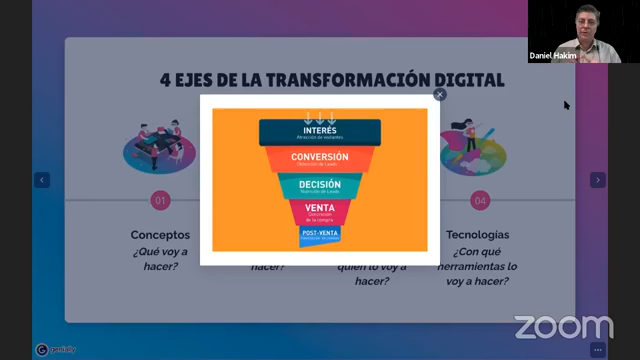 Daniel Hakim
4 EJES DE LA TRANSFORMACIÓN DIGITAL
INTERÉS
Atracción de visitantes
CONVERSIÓN
Obtención de Leads
DECISIÓN
Nutrición de Leads
VENTA
Concreción
de la compra
POST-VENTA
01
04
Conceptos
Tecnologías
¿Qué voy a
hacer?
hacer?
quién lo voy a
hacer?
¿Con qué
herramientas lo
voy a hacer?
genially
zoom